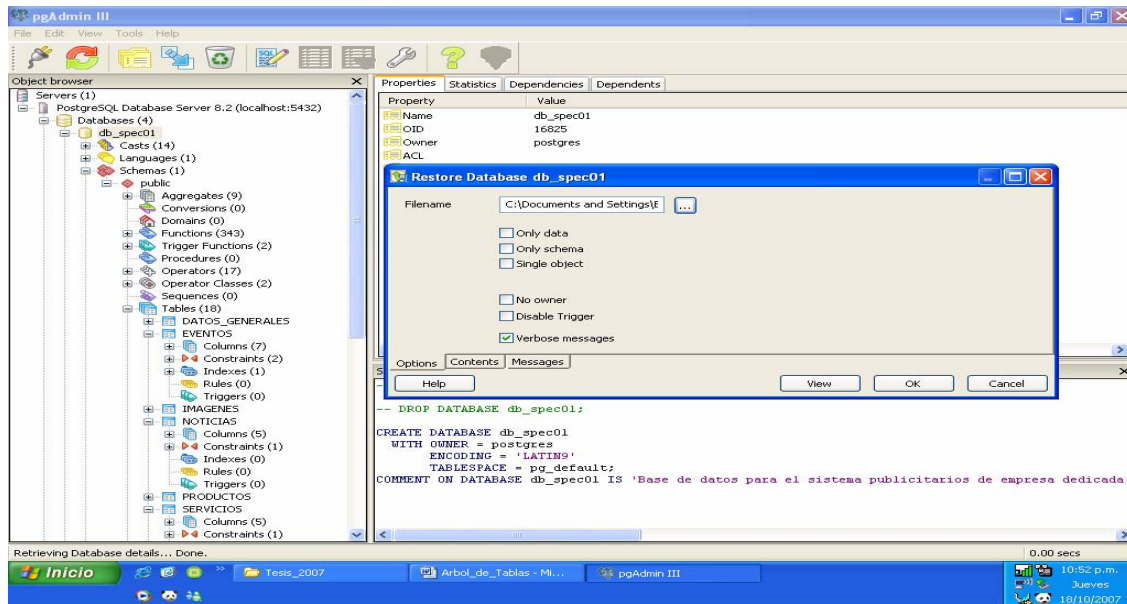 pgAdmin III
File Edit View Tools Help
Object browser
Servers (1)
PostgreSQL Database Server 8.2 (localhost:5432)
Databases (4)
db_spec01
Casts (14)
Languages (1)
Schemas (1)
public
Aggregates (9)
Conversions (0)
Domains (0)
Functions (343)
Trigger Functions (2)
Procedures (0)
Operators (17)
Operator Classes (2)
Sequences (0)
Tables (18)
DATOS_GENERALES
EVENTOS
Columns (7)
Constraints (2)
Indexes (1)
Rules (0)
Triggers (0)
IMAGENES
NOTICIAS
Columns (5)
Constraints (1)
Indexes (0)
Rules (0)
Triggers (0)
PRODUCTOS
SERVICIOS
Columns (5)
Constraints (1)
Properties Statistics Dependencies Dependents
Property Value
Name db_spec01
OID 16825
Owner postgres
ACL
Restore Database db_spec01
Filename C:\Documents and Settings\E ...
Only data
Only schema
Single object
No owner
Disable Trigger
Verbose messages
Options Contents Messages
Help View OK Cancel
-- DROP DATABASE db_spec01;
CREATE DATABASE db_spec01
WITH OWNER = postgres
ENCODING = 'LATIN9'
TABLESPACE = pg_default;
COMMENT ON DATABASE db_spec01 IS 'Base de datos para el sistema publicitarios de empresa dedicada
Retrieving Database details... Done. 0.00 secs
Inicio Tesis_2007 Arbol_de_Tablas - Mi... pgAdmin III 10:52 p.m.
Jueves
18/10/2007